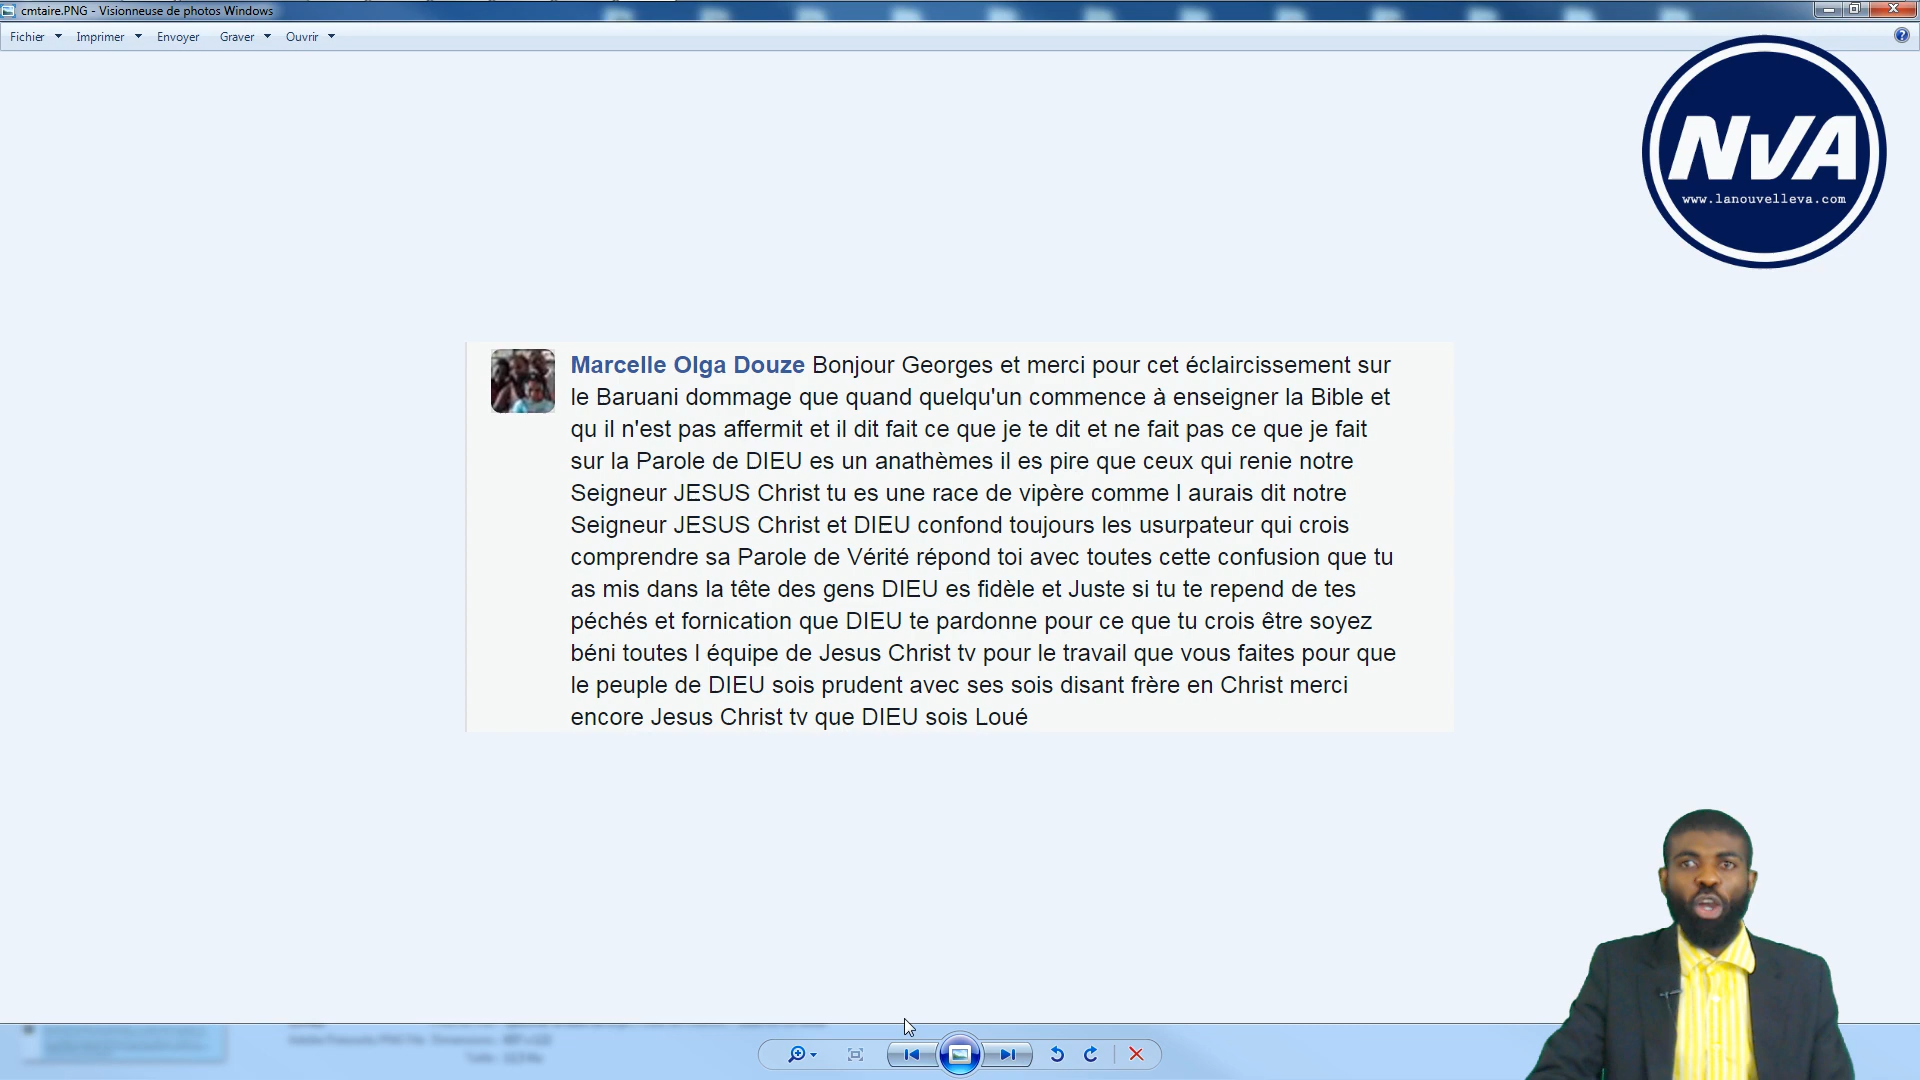 cmtaire.PNG - Visionneuse de photos Windows
Fichier Imprimer Envoyer Graver Ouvrir
NVA
www.lanouvelleva.com
Marcelle Olga Douze Bonjour Georges et merci pour cet éclaircissement sur
le Baruani dommage que quand quelqu'un commence à enseigner la Bible et
qu il n'est pas affermit et il dit fait ce que je te dit et ne fait pas ce que je fait
sur la Parole de DIEU es un anathèmes il es pire que ceux qui renie notre
Seigneur JESUS Christ tu es une race de vipère comme l aurais dit notre
Seigneur JESUS Christ et DIEU confond toujours les usurpateur qui crois
comprendre sa Parole de Vérité répond toi avec toutes cette confusion que tu
as mis dans la tête des gens DIEU es fidèle et Juste si tu te repend de tes
péchés et fornication que DIEU te pardonne pour ce que tu crois être soyez
béni toutes l équipe de Jesus Christ tv pour le travail que vous faites pour que
le peuple de DIEU sois prudent avec ses sois disant frère en Christ merci
encore Jesus Christ tv que DIEU sois Loué